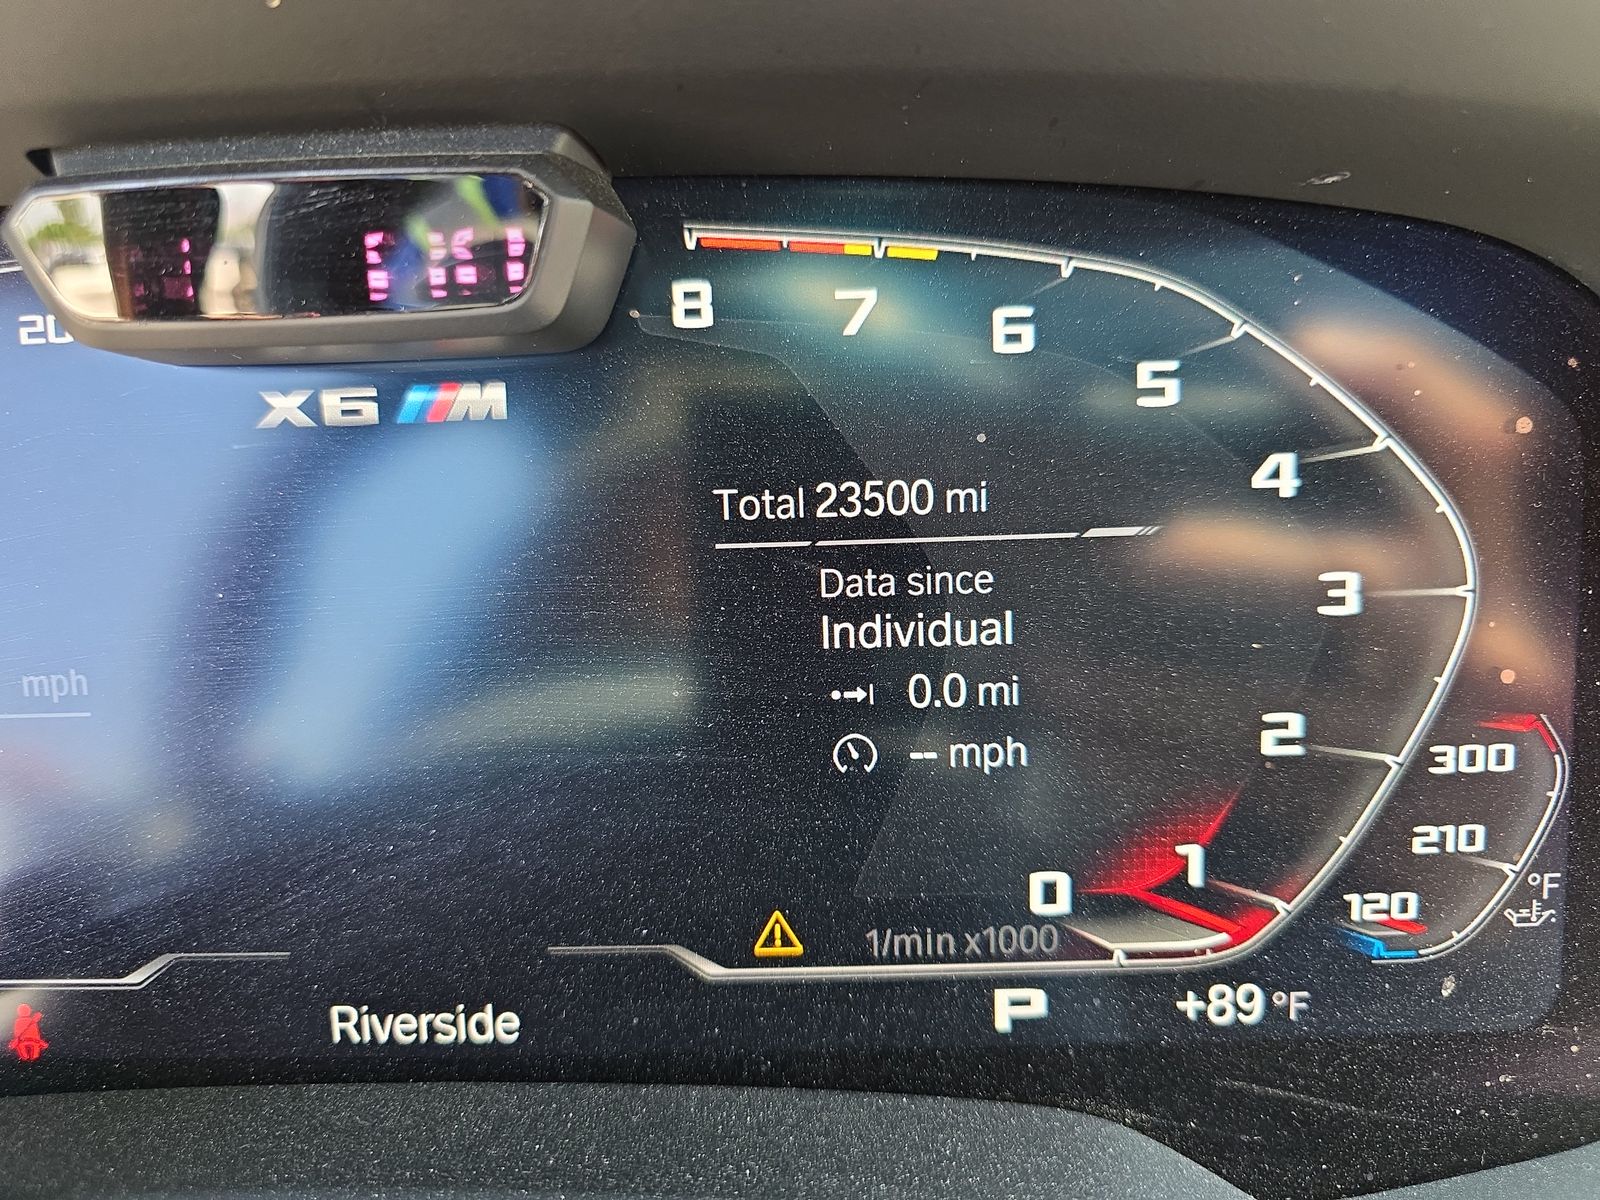 8
7
6
5
4
3
2
1
0
20
X6 M
Total 23500 mi
Data since
Individual
0.0 mi
-- mph
mph
300
210
120
°F
1/min x1000
Riverside
P
+89 °F